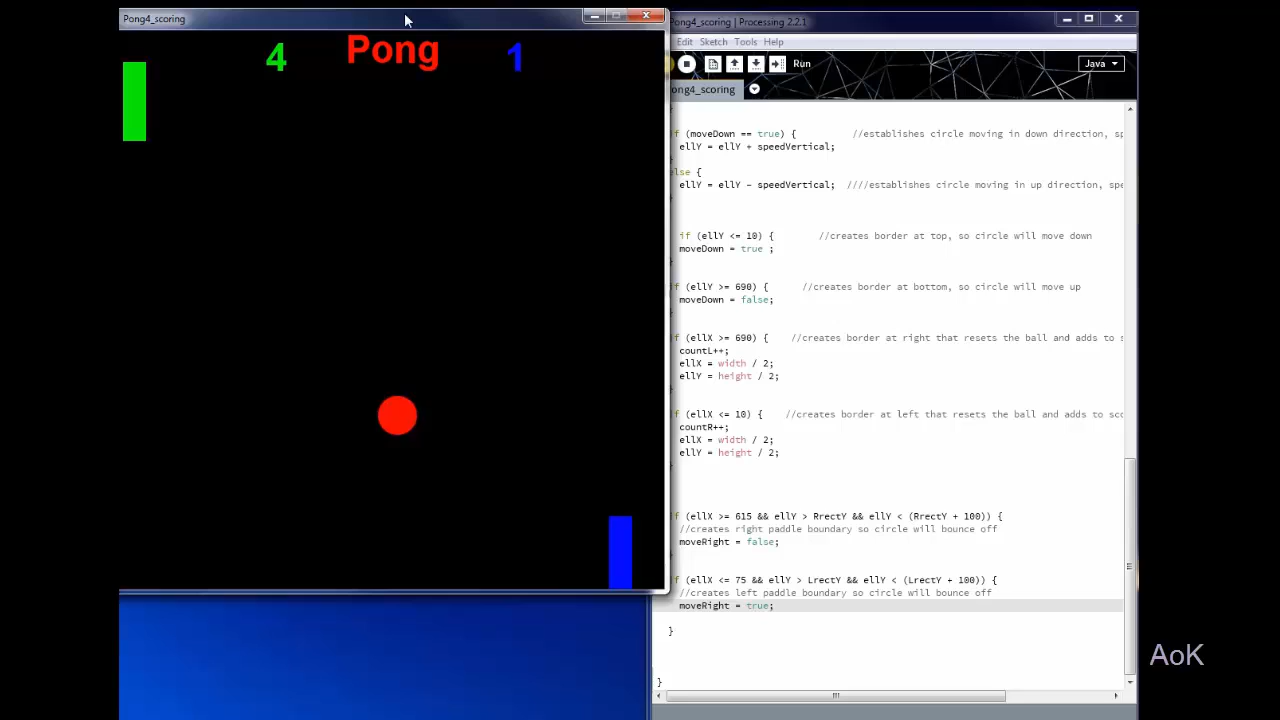 Pong4_scoring
4 Pong 1
Pong4_scoring | Processing 2.2.1
Edit Sketch Tools Help
Run
Java
ong4_scoring
}
if (moveDown == true) { //establishes circle moving in down direction, sp
ellY = ellY + speedVertical;
}
else {
ellY = ellY - speedVertical; ////establishes circle moving in up direction, spe
}
if (ellY <= 10) { //creates border at top, so circle will move down
moveDown = true ;
}
if (ellY >= 690) { //creates border at bottom, so circle will move up
moveDown = false;
}
if (ellX >= 690) { //creates border at right that resets the ball and adds to s
countL++;
ellX = width / 2;
ellY = height / 2;
}
if (ellX <= 10) { //creates border at left that resets the ball and adds to sco
countR++;
ellX = width / 2;
ellY = height / 2;
}
if (ellX >= 615 && ellY > RrectY && ellY < (RrectY + 100)) {
//creates right paddle boundary so circle will bounce off
moveRight = false;
}
if (ellX <= 75 && ellY > LrectY && ellY < (LrectY + 100)) {
//creates left paddle boundary so circle will bounce off
moveRight = true;
}
}
AoK